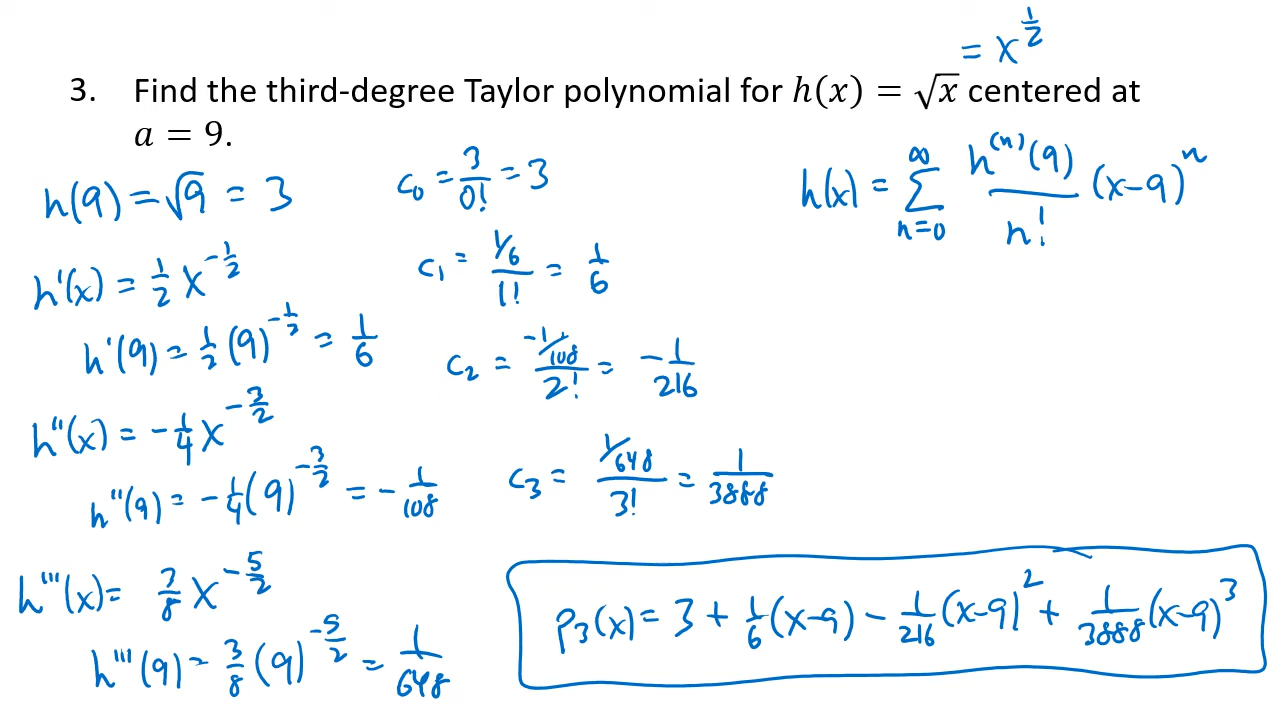 = x^{1/2}
3. Find the third-degree Taylor polynomial for h(x) = √x centered at
a = 9.
h(9) = √9 = 3
c₀ = 3/0! = 3
h(x) = ∑_{n=0}^{∞} h^{(n)}(9)/n! (x-9)^n
h'(x) = 1/2 x^{-1/2}
c₁ = (1/6)/1! = 1/6
h'(9) = 1/2 (9)^{-1/2} = 1/6
c₂ = (-1/108)/2! = -1/216
h''(x) = -1/4 x^{-3/2}
h''(9) = -1/4 (9)^{-3/2} = -1/108
c₃ = (1/648)/3! = 1/3888
h'''(x) = 3/8 x^{-5/2}
h'''(9) = 3/8 (9)^{-5/2} = 1/648
P₃(x) = 3 + 1/6 (x-9) - 1/216 (x-9)² + 1/3888 (x-9)³